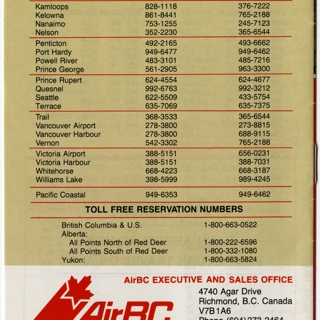 Kamloops 828-1118 376-7222
Kelowna 861-8441 765-2188
Nanaimo 753-1255 245-7123
Nelson 352-2230 365-6544
Penticton 492-2165 493-6662
Port Hardy 949-6477 949-6462
Powell River 483-3101 485-7216
Prince George 561-2905 963-3300
Prince Rupert 624-4554 624-4677
Quesnel 992-6763 992-3212
Seattle 622-5509 433-5754
Terrace 635-7069 635-7375
Trail 368-3533 365-6544
Vancouver Airport 278-3800 273-8815
Vancouver Harbour 278-3800 688-9115
Vernon 542-3302 765-2188
Victoria Airport 388-5151 656-0231
Victoria Harbour 388-5151 388-7031
Whitehorse 668-4223 668-3187
Williams Lake 398-5999 989-4245
Pacific Coastal 949-6353 949-6462
TOLL FREE RESERVATION NUMBERS
British Columbia & U.S. 1-800-663-0522
Alberta:
All Points North of Red Deer 1-800-222-6596
All Points South of Red Deer 1-800-332-1080
Yukon: 1-800-663-5824
AirBC EXECUTIVE AND SALES OFFICE
4740 Agar Drive
Richmond, B.C. Canada
V7B1A6
AirBC